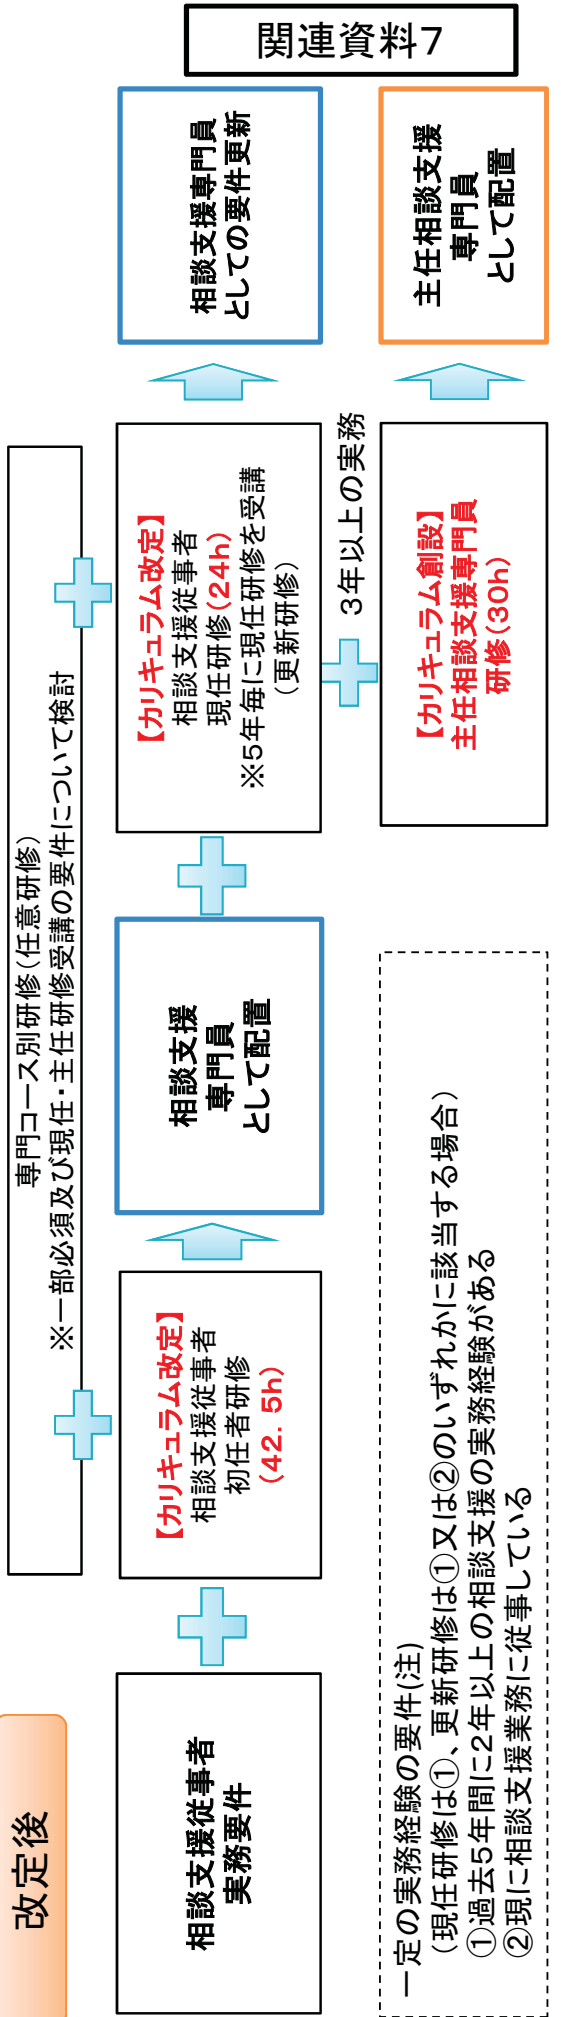 関連資料7
改定後
専門コース別研修(任意研修)
※一部必須及び現任・主任研修受講の要件について検討
相談支援従事者
実務要件
【カリキュラム改定】
相談支援従事者
初任者研修
(42.5h)
相談支援
専門員
として配置
【カリキュラム改定】
相談支援従事者
現任研修(24h)
※5年毎に現任研修を受講
(更新研修)
相談支援専門員
としての要件更新
3年以上の実務
【カリキュラム創設】
主任相談支援専門員
研修(30h)
主任相談支援
専門員
として配置
一定の実務経験の要件(注)
(現任研修は①、更新研修は①又は②のいずれかに該当する場合)
①過去5年間に2年以上の相談支援の実務経験がある
②現に相談支援業務に従事している